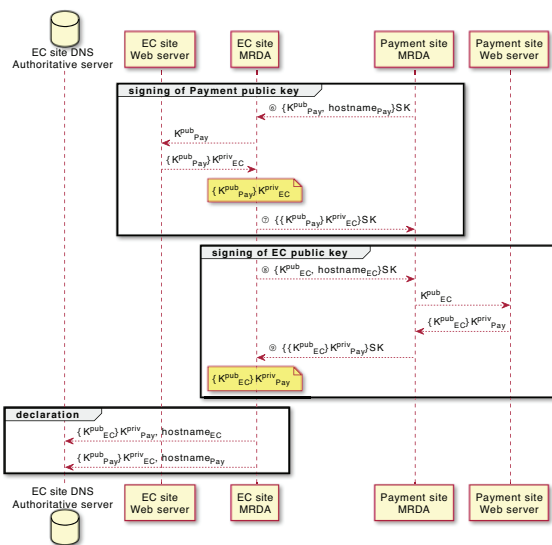 EC site DNS
Authoritative server
EC site
Web server
EC site
MRDA
Payment site
MRDA
Payment site
Web server
signing of Payment public key
⑥ {K^pub_Pay, hostname_Pay}SK
K^pub_Pay
{K^pub_Pay}K^priv_EC
{K^pub_Pay}K^priv_EC
⑦ {{K^pub_Pay}K^priv_EC}SK
signing of EC public key
⑧ {K^pub_EC, hostname_EC}SK
K^pub_EC
{K^pub_EC}K^priv_Pay
⑨ {{K^pub_EC}K^priv_Pay}SK
{K^pub_EC}K^priv_Pay
declaration
{K^pub_EC}K^priv_Pay, hostname_EC
{K^pub_Pay}K^priv_EC, hostname_Pay
EC site DNS
Authoritative server
EC site
Web server
EC site
MRDA
Payment site
MRDA
Payment site
Web server